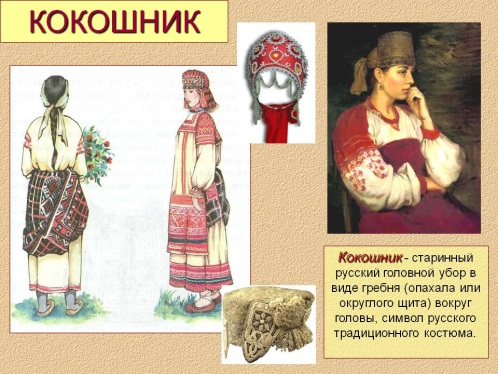 КОКОШНИК
Кокошник - старинный
русский головной убор в
виде гребня (опахала или
округлого щита) вокруг
головы, символ русского
традиционного костюма.